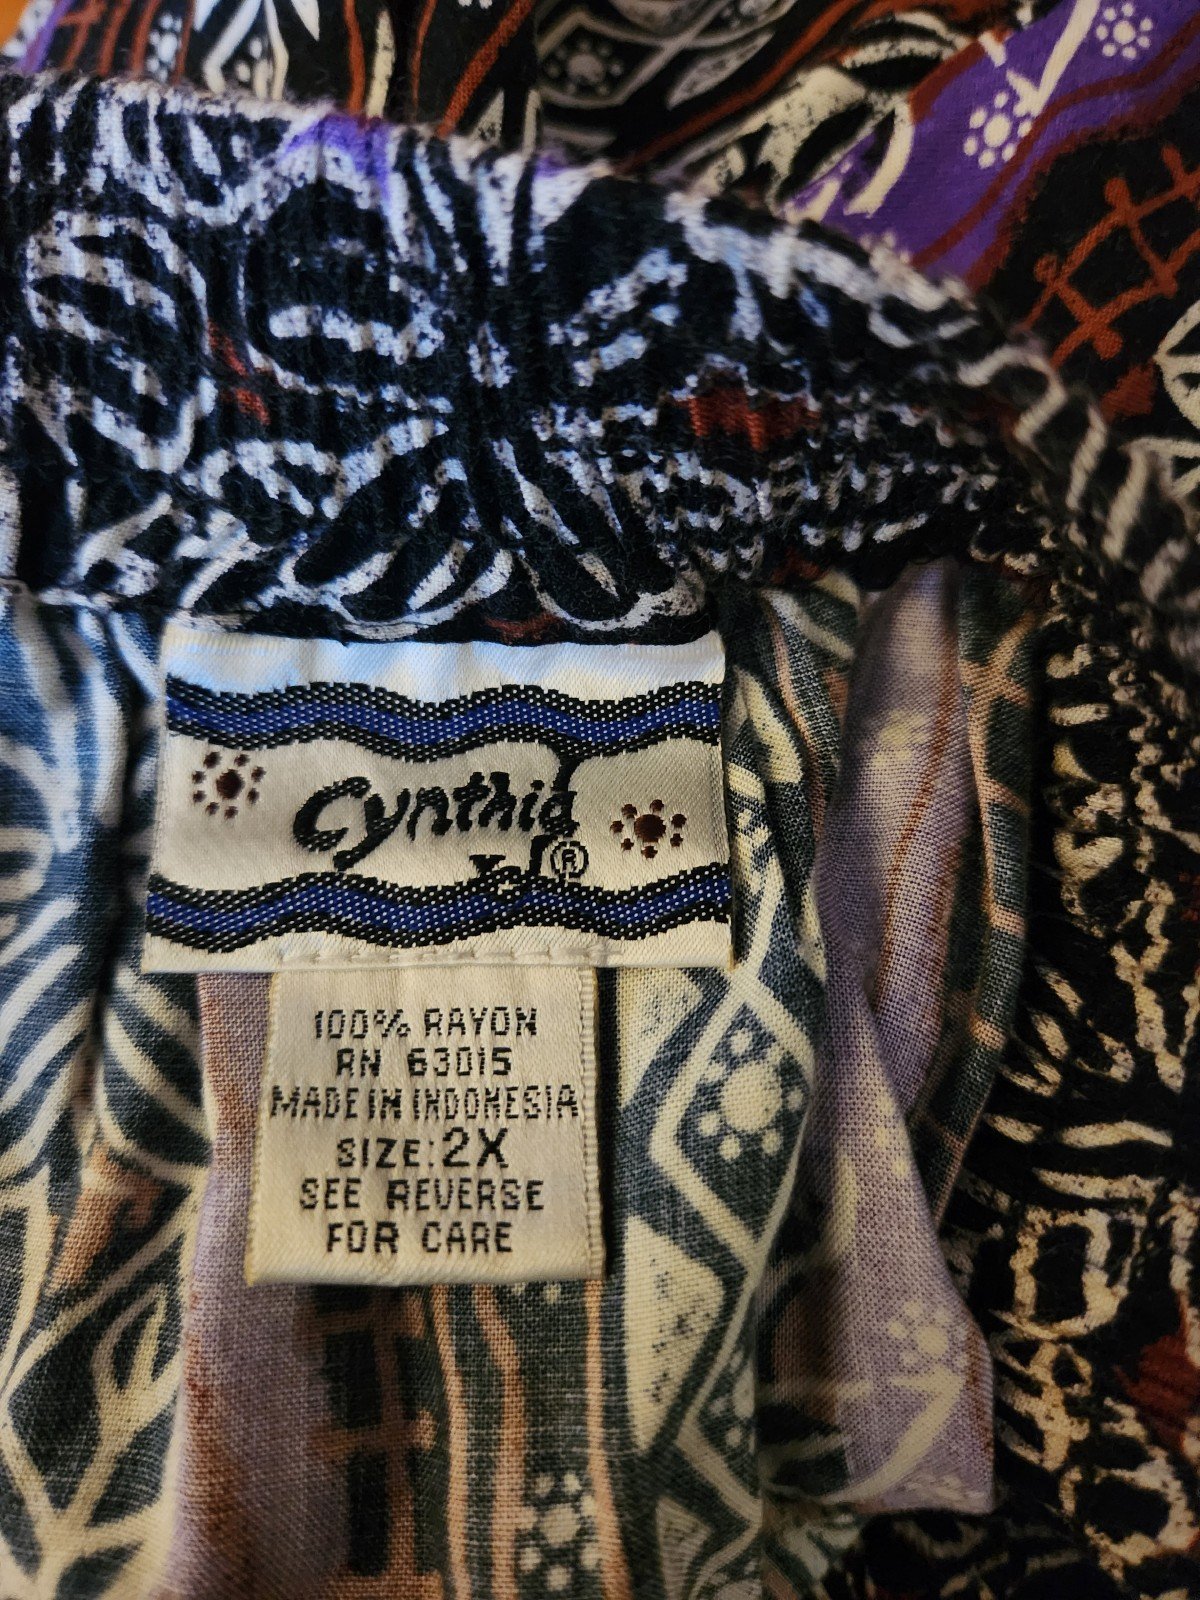 Cynthia
®
100% RAYON
RN 63015
MADE IN INDONESIA
SIZE: 2X
SEE REVERSE
FOR CARE